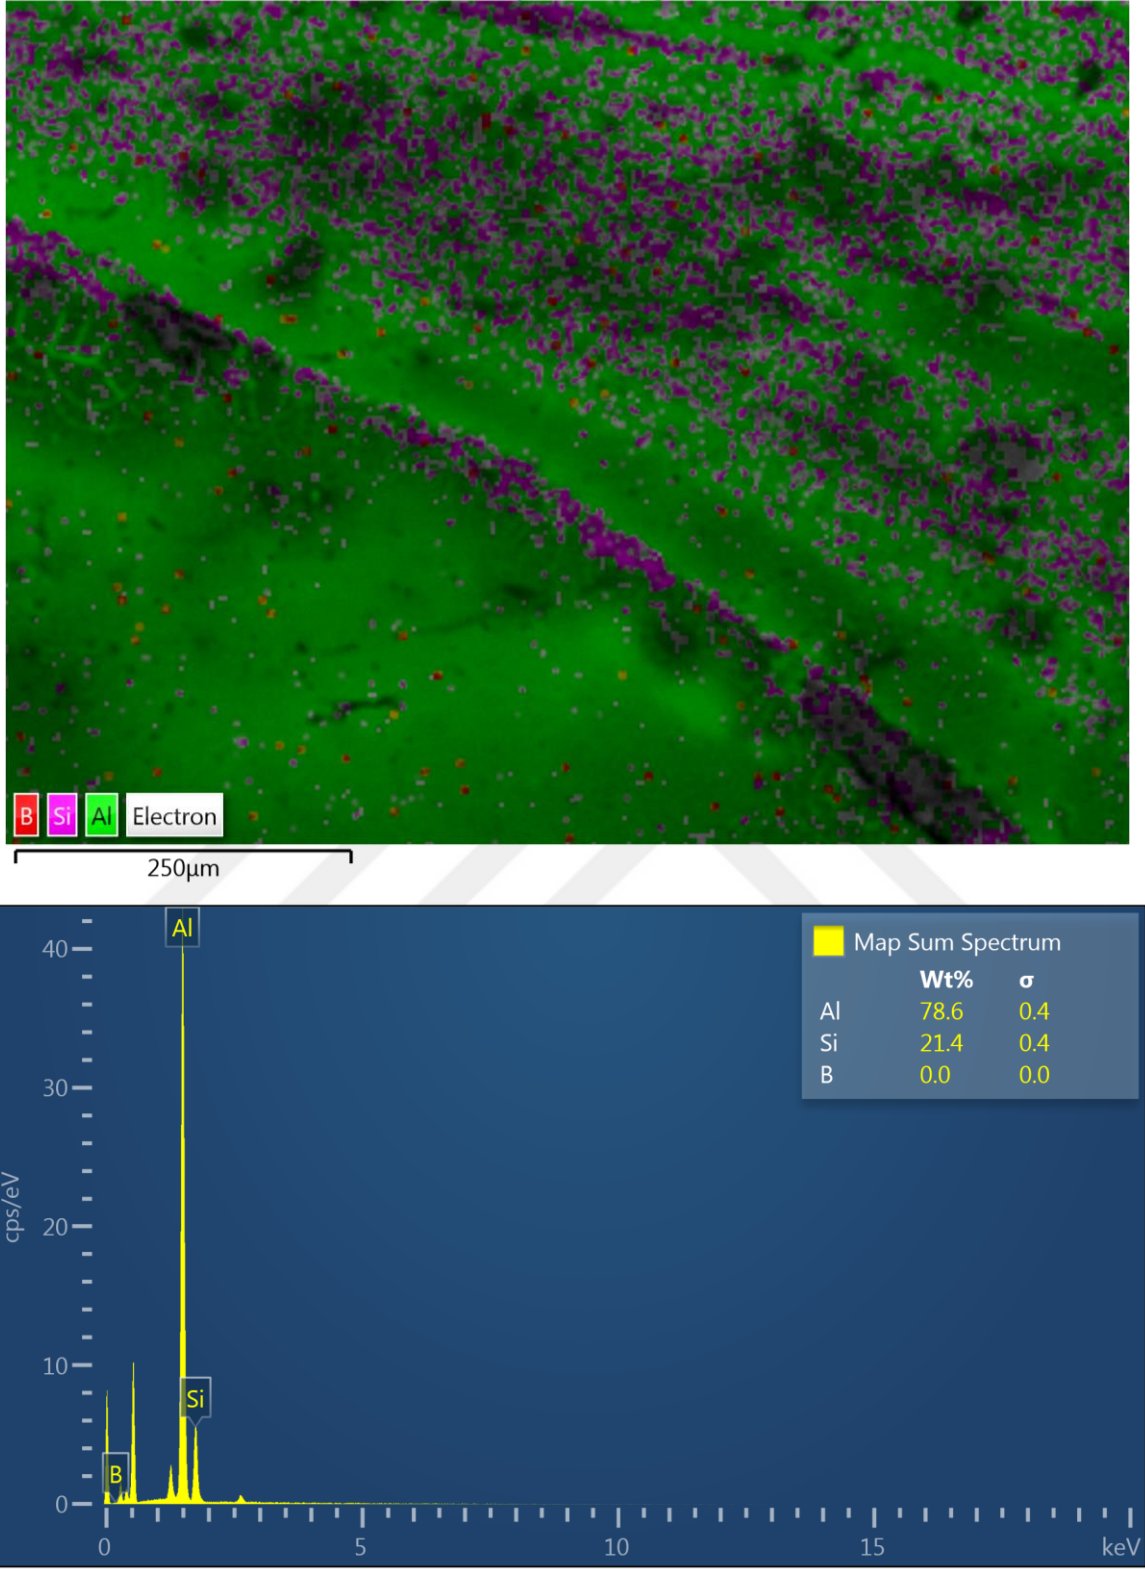 B Si Al Electron
250μm
Al
Si
B
Map Sum Spectrum
Wt% σ
Al 78.6 0.4
Si 21.4 0.4
B 0.0 0.0
cps/eV
40
30
20
10
0
0 5 10 15 keV